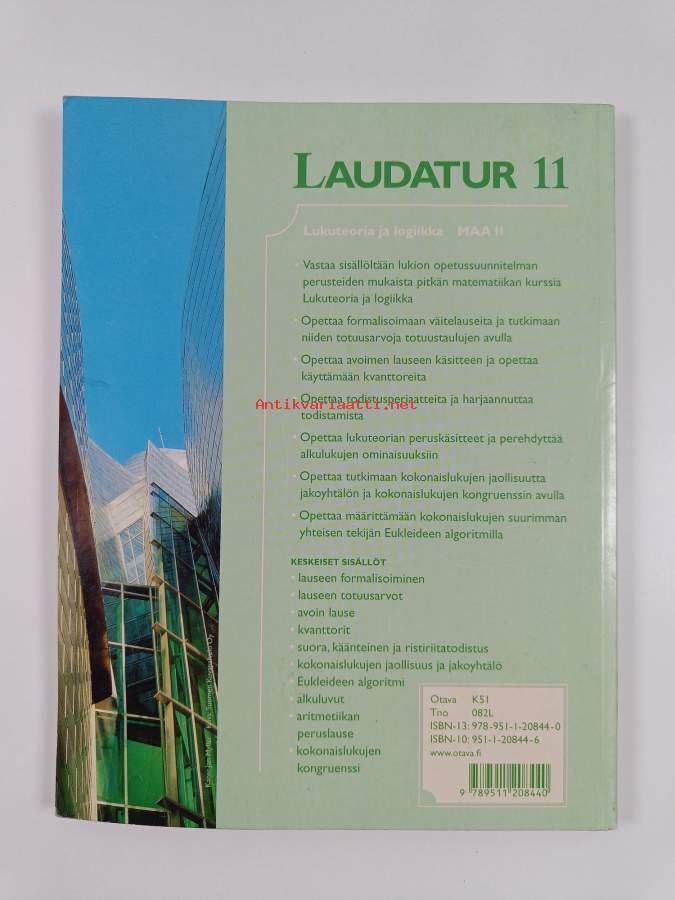 LAUDATUR 11
Lukuteoria ja logiikka MAA 11
• Vastaa sisällöltään lukion opetussuunnitelman
perusteiden mukaista pitkän matematiikan kurssia
Lukuteoria ja logiikka
• Opettaa formalisoimaan väitelauseita ja tutkimaan
niiden totuusarvoja totuustaulujen avulla
• Opettaa avoimen lauseen käsitteen ja opettaa
käyttämään kvanttoreita
• Opettaa todistusperiaatteita ja harjaannuttaa
Antikvariaatti.net
todistamista
• Opettaa lukuteorian peruskäsitteet ja perehdyttää
alkulukujen ominaisuuksiin
• Opettaa tutkimaan kokonaislukujen jaollisuutta
jakoyhtälön ja kokonaislukujen kongruenssin avulla
• Opettaa määrittämään kokonaislukujen suurimman
yhteisen tekijän Eukleideen algoritmilla
KESKEISET SISÄLLÖT
• lauseen formalisoiminen
• lauseen totuusarvot
• avoin lause
• kvanttorit
• suora, käänteinen ja ristiriitatodistus
• kokonaislukujen jaollisuus ja jakoyhtälö
• Eukleideen algoritmi
• alkuluvut
• aritmetiikan
peruslause
• kokonaislukujen
kongruenssi
Otava K51
Tno 082L
ISBN-13: 978-951-1-20844-0
ISBN-10: 951-1-20844-6
www.otava.fi
9 789511 208440
Suomen Oy